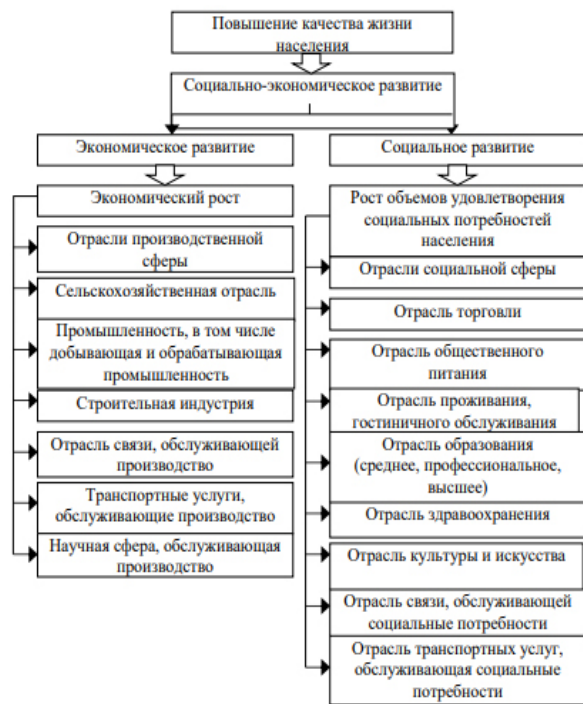 Повышение качества жизни
населения
Социально-экономическое развитие
Экономическое развитие
Экономический рост
Отрасли производственной
сферы
Сельскохозяйственная отрасль
Промышленность, в том числе
добывающая и обрабатывающая
промышленность
Строительная индустрия
Отрасль связи, обслуживающей
производство
Транспортные услуги,
обслуживающие производство
Научная сфера, обслуживающая
производство
Социальное развитие
Рост объемов удовлетворения
социальных потребностей
населения
Отрасли социальной сферы
Отрасль торговли
Отрасль общественного
питания
Отрасль проживания,
гостиничного обслуживания
Отрасль образования
(среднее, профессиональное,
высшее)
Отрасль здравоохранения
Отрасль культуры и искусства
Отрасль связи, обслуживающей
социальные потребности
Отрасль транспортных услуг,
обслуживающая социальные
потребности